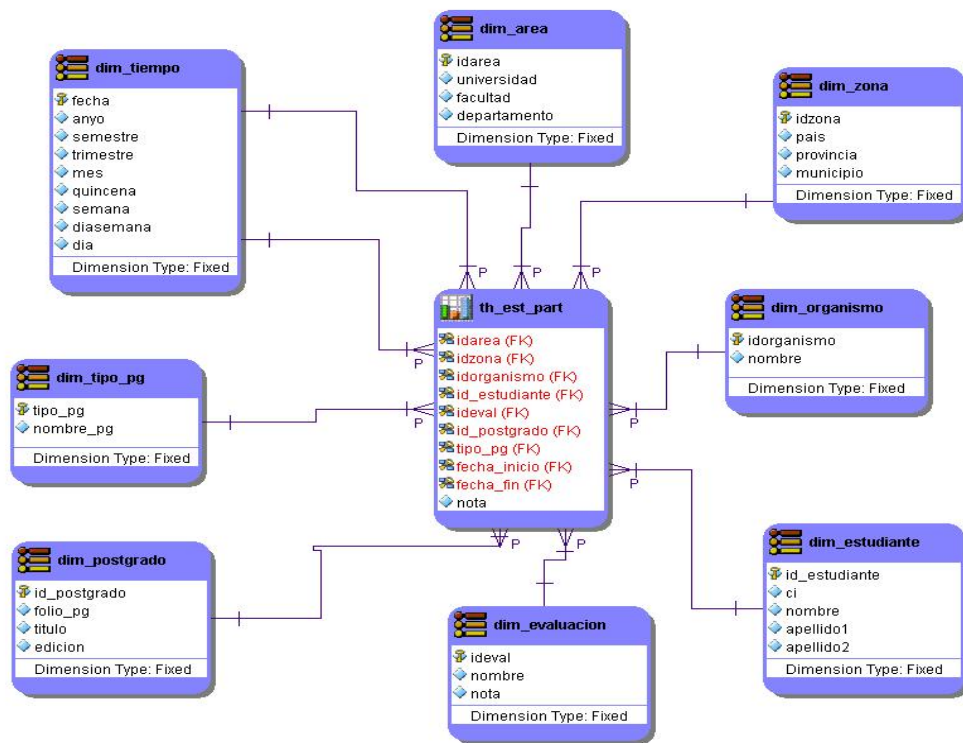 dim_area
idarea
universidad
facultad
departamento
Dimension Type: Fixed
dim_tiempo
fecha
anyo
semestre
trimestre
mes
quincena
semana
diasemana
dia
Dimension Type: Fixed
dim_zona
idzona
pais
provincia
municipio
Dimension Type: Fixed
P
P
P
th_est_part
idarea (FK)
idzona (FK)
idorganismo (FK)
id_estudiante (FK)
ideval (FK)
id_postgrado (FK)
tipo_pg (FK)
fecha_inicio (FK)
fecha_fin (FK)
nota
P
P
P
P
P
P
dim_organismo
idorganismo
nombre
Dimension Type: Fixed
dim_tipo_pg
tipo_pg
nombre_pg
Dimension Type: Fixed
dim_postgrado
id_postgrado
folio_pg
titulo
edicion
Dimension Type: Fixed
dim_evaluacion
ideval
nombre
nota
Dimension Type: Fixed
dim_estudiante
id_estudiante
ci
nombre
apellido1
apellido2
Dimension Type: Fixed